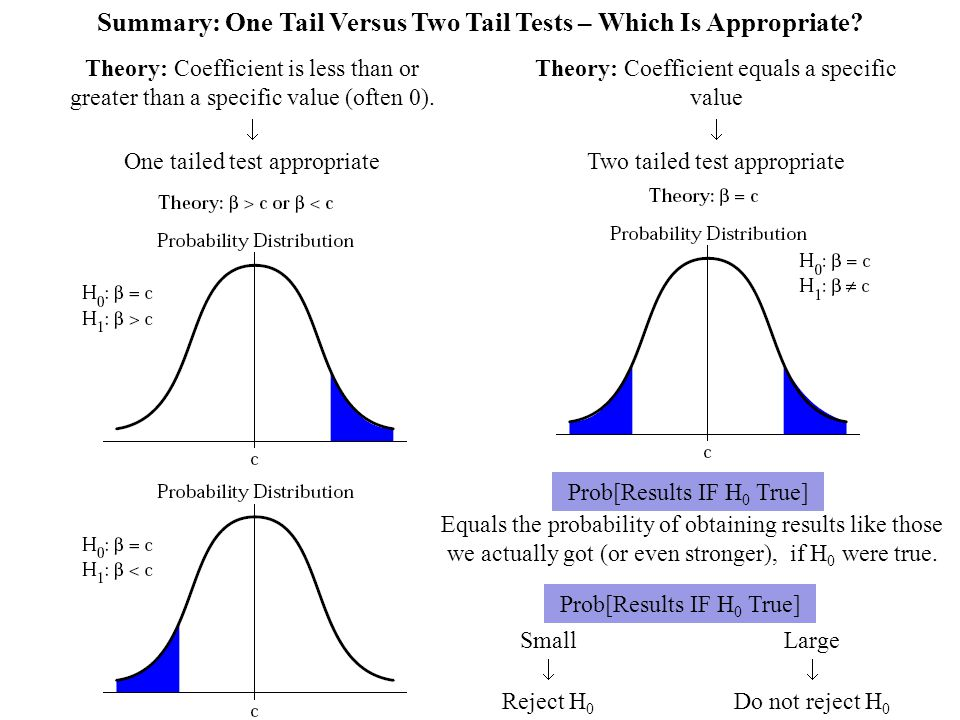 Summary: One Tail Versus Two Tail Tests – Which Is Appropriate?
Theory: Coefficient is less than or
greater than a specific value (often 0).
↓
One tailed test appropriate
Theory: β > c or β < c
Probability Distribution
H₀: β = c
H₁: β > c
c
Probability Distribution
H₀: β = c
H₁: β < c
c
Theory: Coefficient equals a specific
value
↓
Two tailed test appropriate
Theory: β = c
Probability Distribution
H₀: β = c
H₁: β ≠ c
c
Prob[Results IF H₀ True]
Equals the probability of obtaining results like those
we actually got (or even stronger), if H₀ were true.
Prob[Results IF H₀ True]
Small Large
↓ ↓
Reject H₀ Do not reject H₀